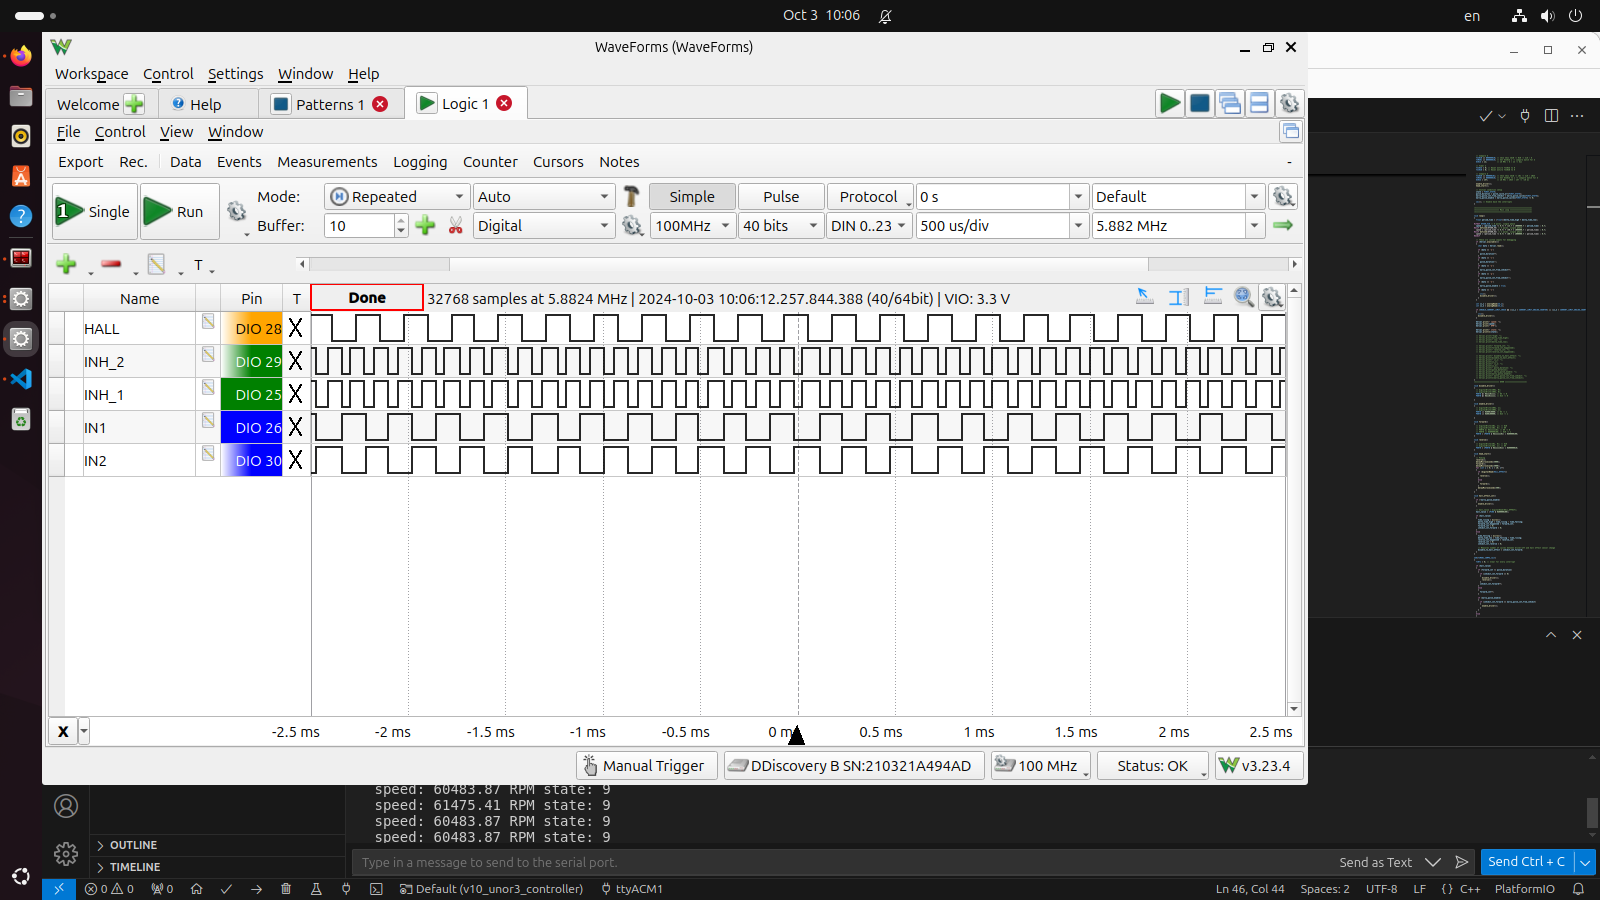 Oct 3 10:06
en
WaveForms (WaveForms)
Workspace Control Settings Window Help
Welcome Help Patterns 1 Logic 1
File Control View Window
Export Rec. Data Events Measurements Logging Counter Cursors Notes -
1 Single Run Mode: Repeated Auto Simple Pulse Protocol 0 s Default
Buffer: 10 Digital 100MHz 40 bits DIN 0..23 500 us/div 5.882 MHz
T
Name Pin T Done 32768 samples at 5.8824 MHz | 2024-10-03 10:06:12.257.844.388 (40/64bit) | VIO: 3.3 V
HALL DIO 28 X
INH_2 DIO 29 X
INH_1 DIO 25 X
IN1 DIO 26 X
IN2 DIO 30 X
X -2.5 ms -2 ms -1.5 ms -1 ms -0.5 ms 0 m 0.5 ms 1 ms 1.5 ms 2 ms 2.5 ms
Manual Trigger DDiscovery B SN:210321A494AD 100 MHz Status: OK v3.23.4
speed: 60483.87 RPM state: 9
speed: 61475.41 RPM state: 9
speed: 60483.87 RPM state: 9
speed: 60483.87 RPM state: 9
OUTLINE
TIMELINE
Type in a message to send to the serial port. Send as Text Send Ctrl + C
0 0 0 Default (v10_unor3_controller) ttyACM1 Ln 46, Col 44 Spaces: 2 UTF-8 LF {} C++ PlatformIO